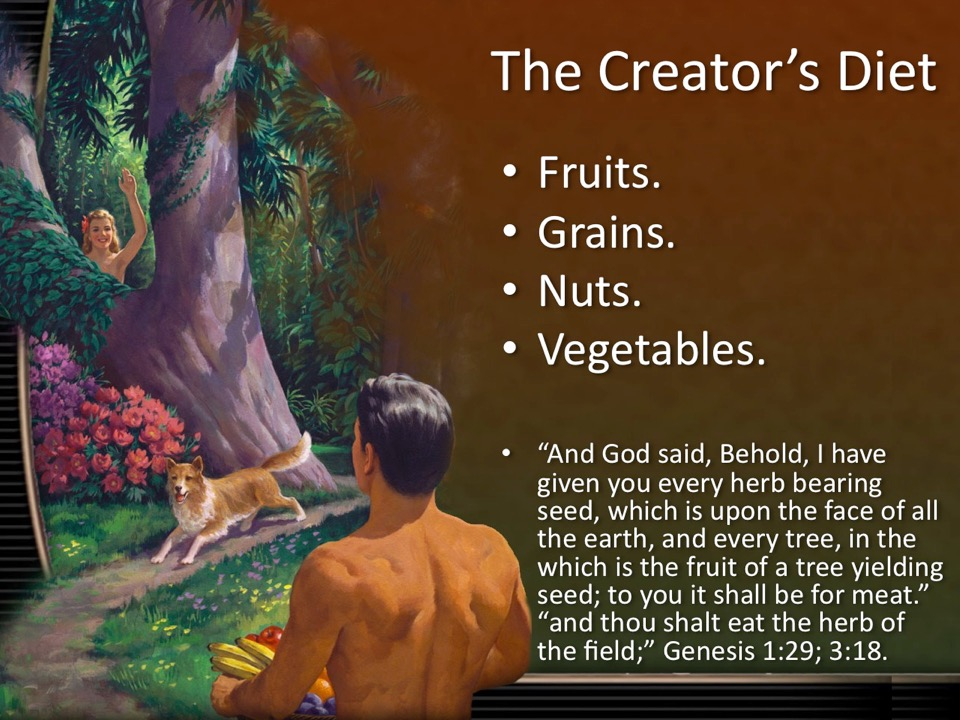 The Creator’s Diet
• Fruits.
• Grains.
• Nuts.
• Vegetables.
• “And God said, Behold, I have
given you every herb bearing
seed, which is upon the face of all
the earth, and every tree, in the
which is the fruit of a tree yielding
seed; to you it shall be for meat.”
“and thou shalt eat the herb of
the field;” Genesis 1:29; 3:18.